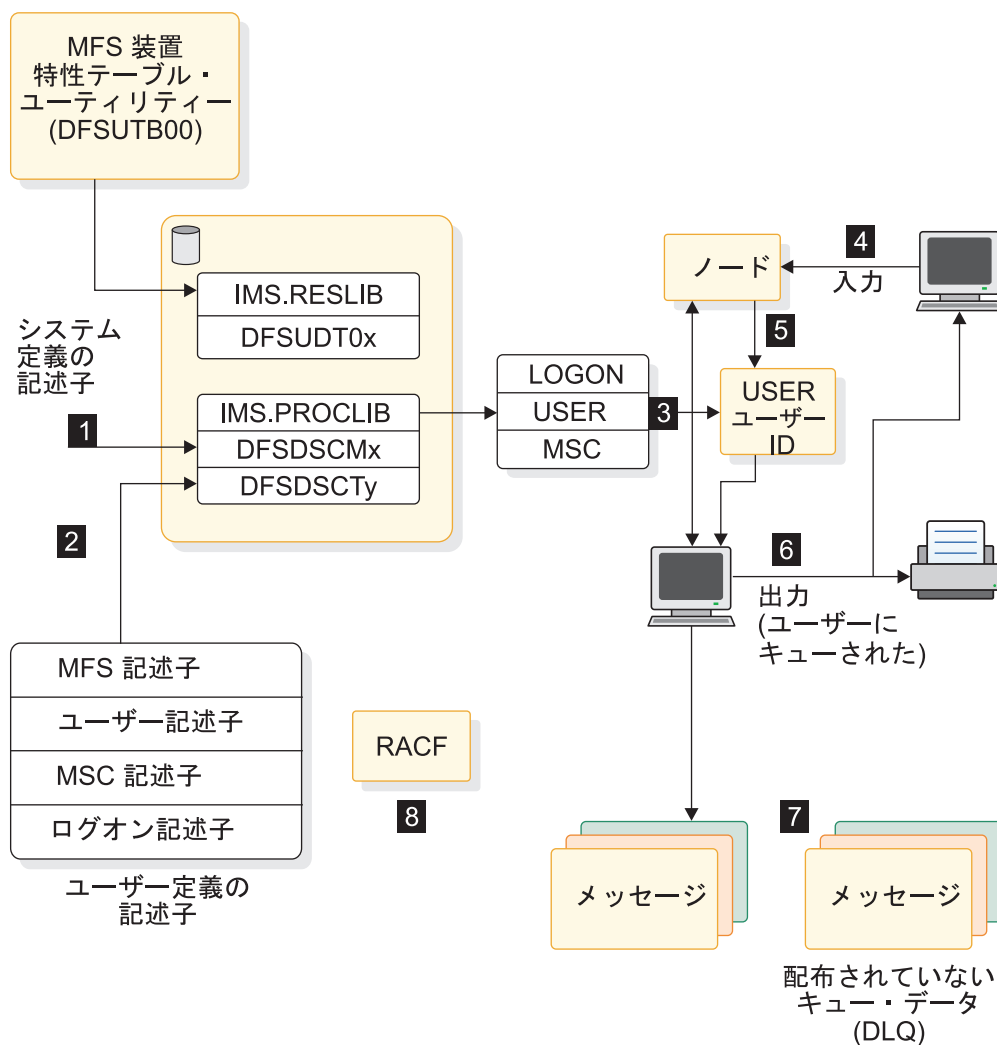 MFS 装置
特性テーブル・
ユーティリティー
(DFSUTB00)
IMS.RESLIB
DFSUDT0x
システム
定義の
記述子
1
IMS.PROCLIB
DFSDSCMx
DFSDSCTy
2
LOGON
USER
MSC
3
ノード
4
入力
5
USER
ユーザー
ID
6
出力
(ユーザーに
キューされた)
MFS 記述子
ユーザー記述子
MSC 記述子
ログオン記述子
ユーザー定義の
記述子
RACF
8
メッセージ
7
メッセージ
配布されていない
キュー・データ
(DLQ)